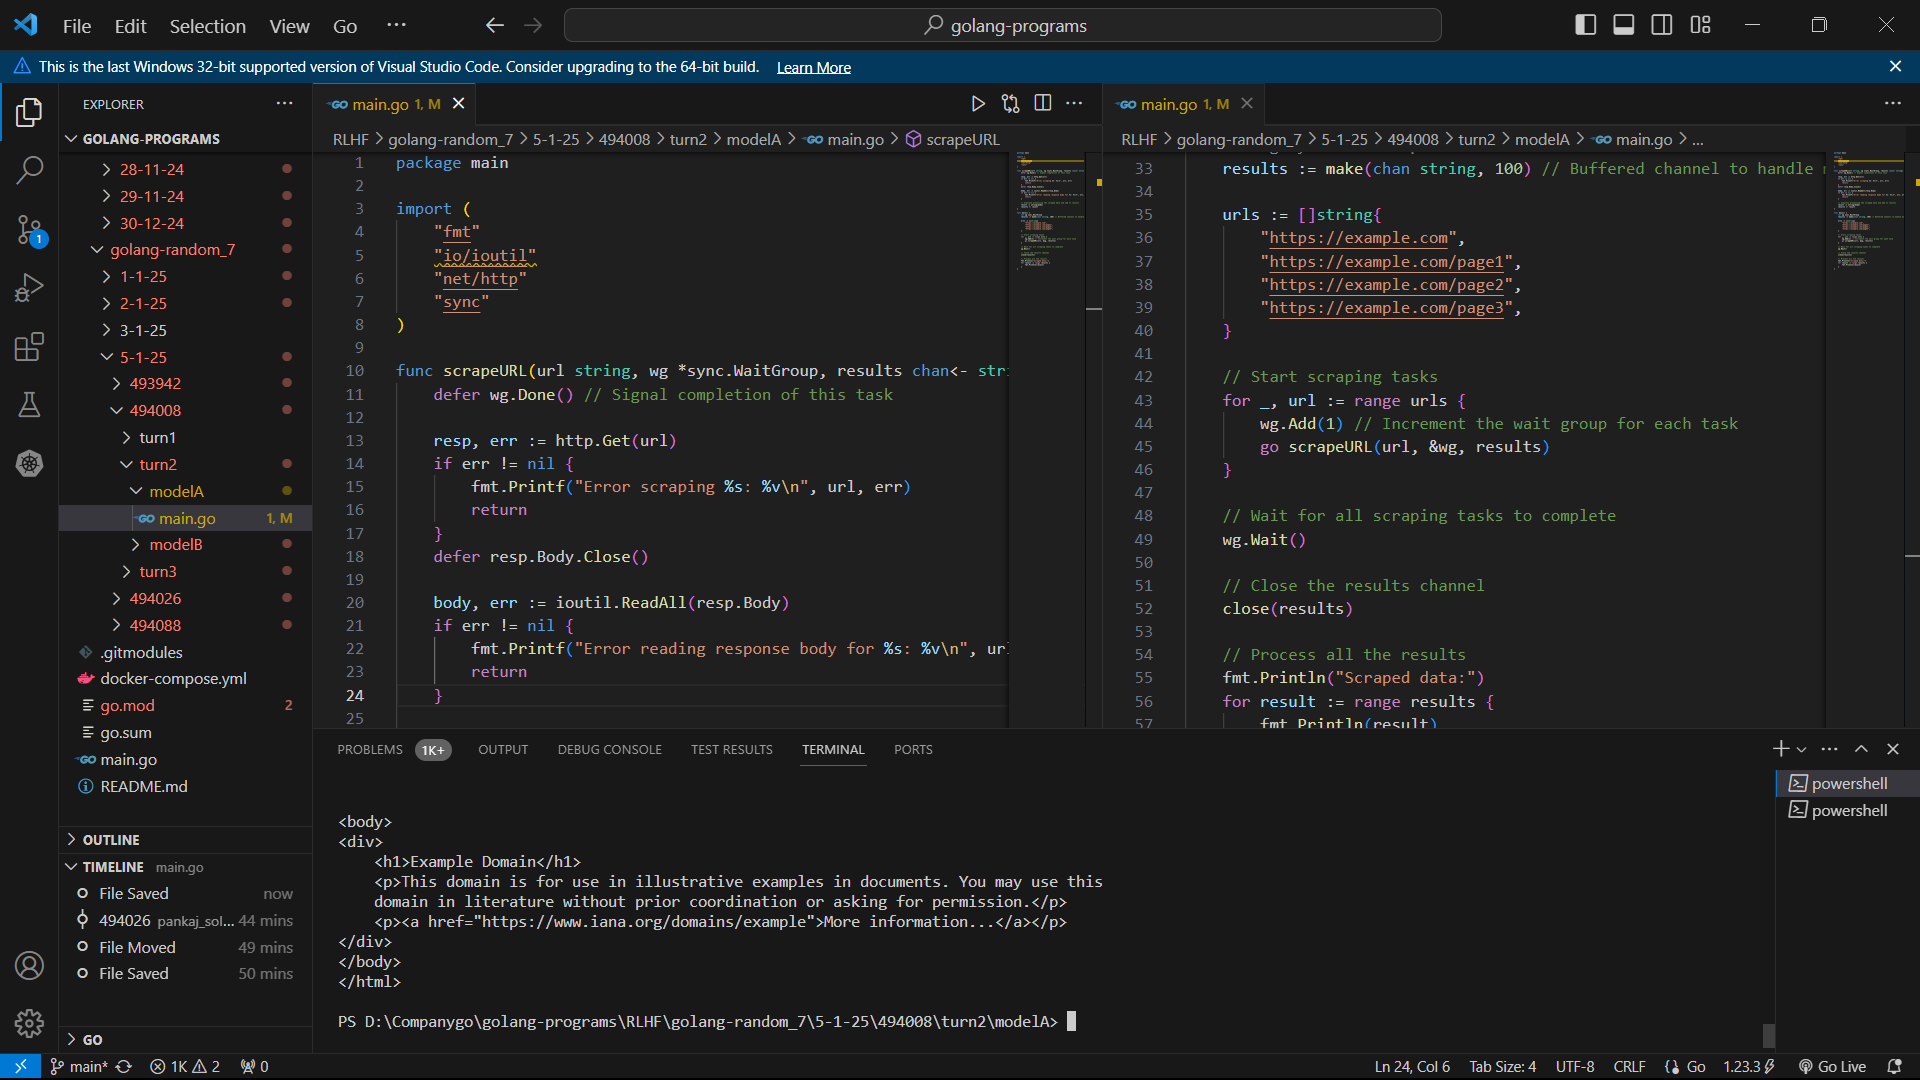 File Edit Selection View Go ··· golang-programs
This is the last Windows 32-bit supported version of Visual Studio Code. Consider upgrading to the 64-bit build. Learn More
EXPLORER
GOLANG-PROGRAMS
28-11-24
29-11-24
30-12-24
golang-random_7
1-1-25
2-1-25
3-1-25
5-1-25
493942
494008
turn1
turn2
modelA
main.go 1, M
modelB
turn3
494026
494088
.gitmodules
docker-compose.yml
go.mod 2
go.sum
main.go
README.md
OUTLINE
TIMELINE main.go
File Saved now
494026 pankaj_sol... 44 mins
File Moved 49 mins
File Saved 50 mins
GO
main.go 1, M
RLHF > golang-random_7 > 5-1-25 > 494008 > turn2 > modelA > main.go > scrapeURL
1 package main
2
3 import (
4 "fmt"
5 "io/ioutil"
6 "net/http"
7 "sync"
8 )
9
10 func scrapeURL(url string, wg *sync.WaitGroup, results chan<- stri
11 defer wg.Done() // Signal completion of this task
12
13 resp, err := http.Get(url)
14 if err != nil {
15 fmt.Printf("Error scraping %s: %v\n", url, err)
16 return
17 }
18 defer resp.Body.Close()
19
20 body, err := ioutil.ReadAll(resp.Body)
21 if err != nil {
22 fmt.Printf("Error reading response body for %s: %v\n", url
23 return
24 }
25
main.go 1, M
RLHF > golang-random_7 > 5-1-25 > 494008 > turn2 > modelA > main.go > ...
33 results := make(chan string, 100) // Buffered channel to handle
34
35 urls := []string{
36 "https://example.com",
37 "https://example.com/page1",
38 "https://example.com/page2",
39 "https://example.com/page3",
40 }
41
42 // Start scraping tasks
43 for _, url := range urls {
44 wg.Add(1) // Increment the wait group for each task
45 go scrapeURL(url, &wg, results)
46 }
47
48 // Wait for all scraping tasks to complete
49 wg.Wait()
50
51 // Close the results channel
52 close(results)
53
54 // Process all the results
55 fmt.Println("Scraped data:")
56 for result := range results {
57 fmt.Println(result)
PROBLEMS 1K+ OUTPUT DEBUG CONSOLE TEST RESULTS TERMINAL PORTS
<body>
<div>
<h1>Example Domain</h1>
<p>This domain is for use in illustrative examples in documents. You may use this
domain in literature without prior coordination or asking for permission.</p>
<p><a href="https://www.iana.org/domains/example">More information...</a></p>
</div>
</body>
</html>
PS D:\Companygo\golang-programs\RLHF\golang-random_7\5-1-25\494008\turn2\modelA>
powershell
powershell
main* 1K 2 0 Ln 24, Col 6 Tab Size: 4 UTF-8 CRLF Go 1.23.3 Go Live